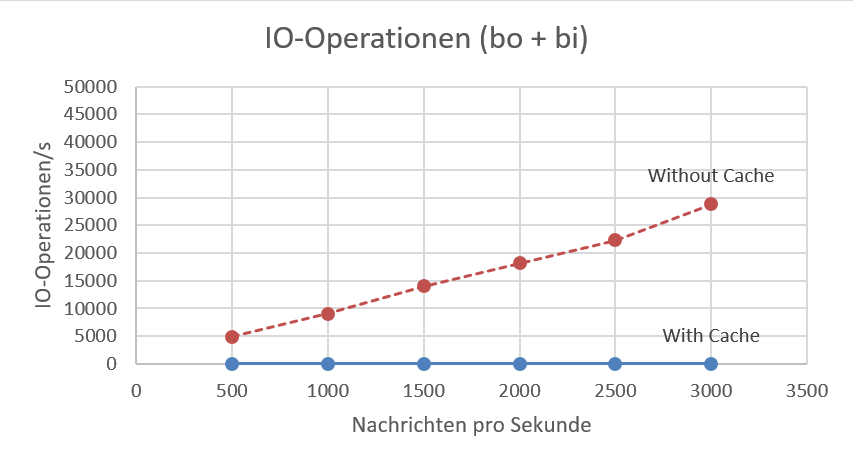 IO-Operationen (bo + bi)
50000
45000
40000
35000
30000
25000
20000
15000
10000
5000
0
IO-Operationen/s
Without Cache
With Cache
0 500 1000 1500 2000 2500 3000 3500
Nachrichten pro Sekunde